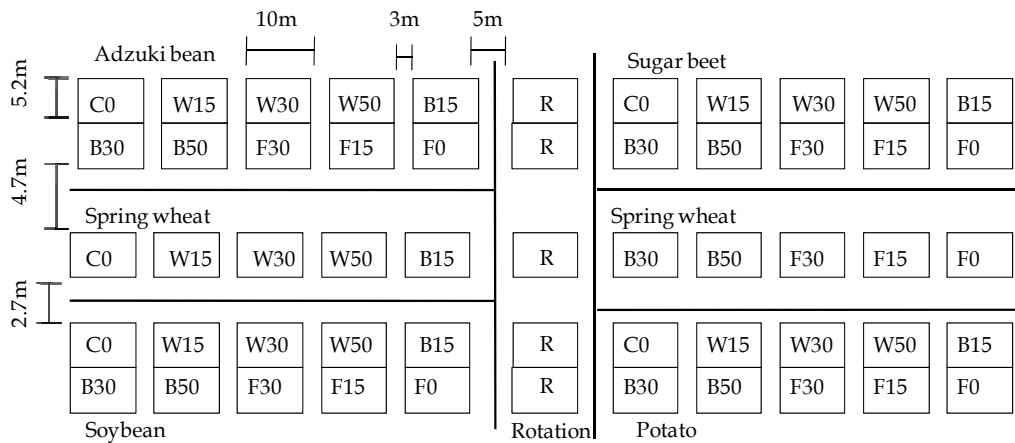 10m 3m 5m
Adzuki bean Sugar beet
5.2m
C0 W15 W30 W50 B15 R C0 W15 W30 W50 B15
B30 B50 F30 F15 F0 R B30 B50 F30 F15 F0
4.7m
Spring wheat Spring wheat
C0 W15 W30 W50 B15 R B30 B50 F30 F15 F0
2.7m
C0 W15 W30 W50 B15 R C0 W15 W30 W50 B15
B30 B50 F30 F15 F0 R B30 B50 F30 F15 F0
Soybean Rotation Potato